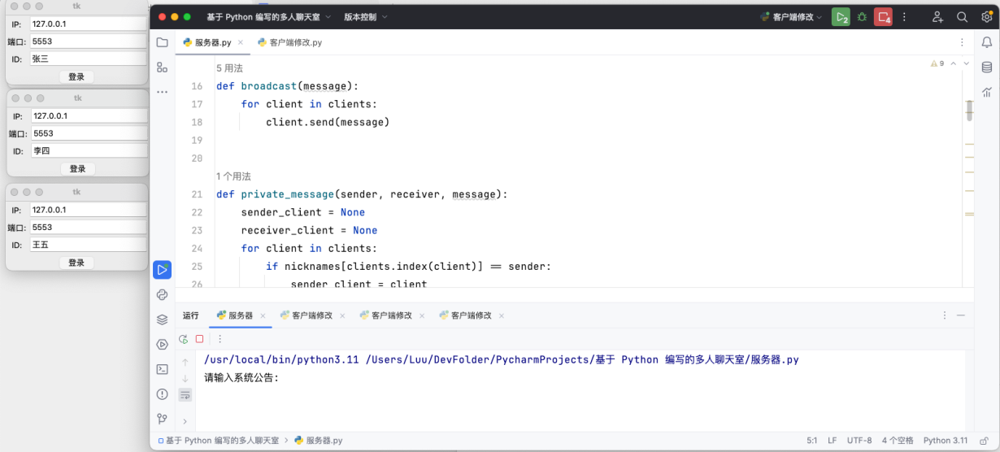 tk
IP: 127.0.0.1
端口: 5553
ID: 张三
登录
tk
IP: 127.0.0.1
端口: 5553
ID: 李四
登录
tk
IP: 127.0.0.1
端口: 5553
ID: 王五
登录
基于 Python 编写的多人聊天室 版本控制 客户端修改 2 4
服务器.py × 客户端修改.py
9
5 用法
16 def broadcast(message):
17 for client in clients:
18 client.send(message)
19
20
1 个用法
21 def private_message(sender, receiver, message):
22 sender_client = None
23 receiver_client = None
24 for client in clients:
25 if nicknames[clients.index(client)] == sender:
26 sender_client = client
运行 服务器 × 客户端修改 × 客户端修改 × 客户端修改 ×
/usr/local/bin/python3.11 /Users/Luu/DevFolder/PycharmProjects/基于 Python 编写的多人聊天室/服务器.py
请输入系统公告:
基于 Python 编写的多人聊天室 > 服务器.py 5:1 LF UTF-8 4 个空格 Python 3.11